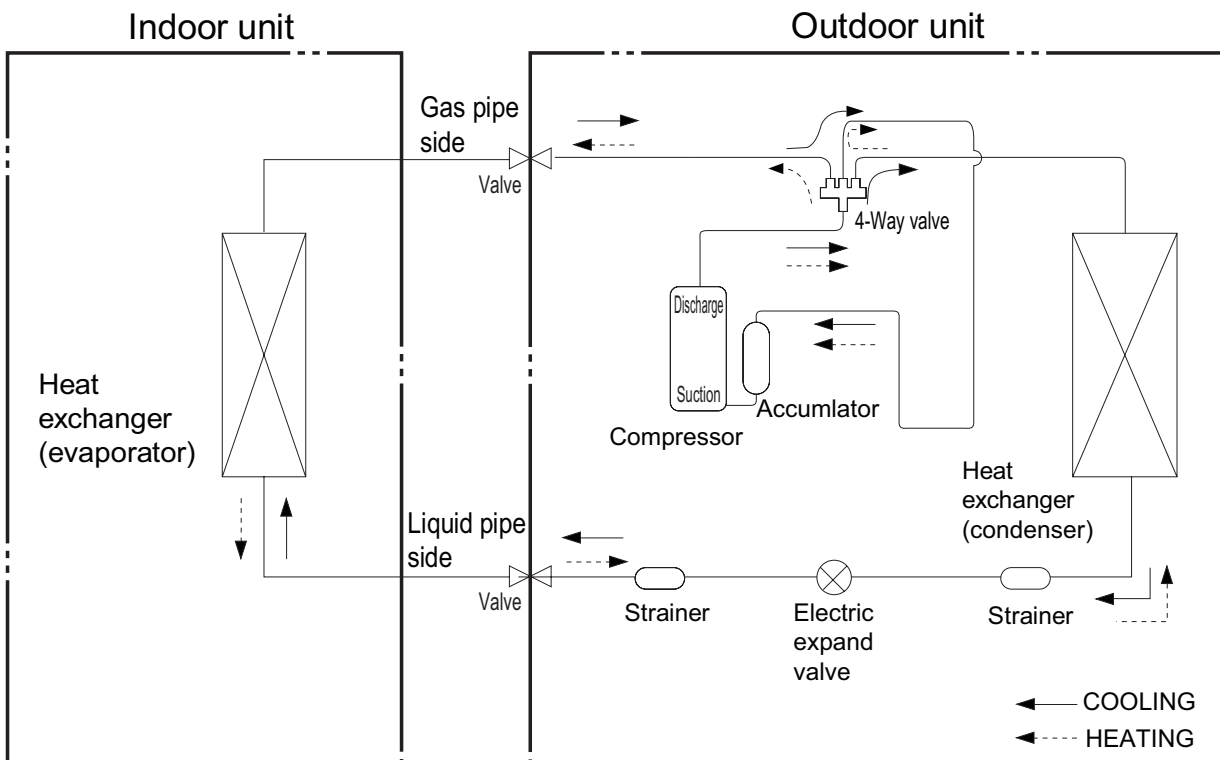 Indoor unit
Outdoor unit
Gas pipe
side
Valve
4-Way valve
Discharge
Suction
Compressor
Accumlator
Heat
exchanger
(evaporator)
Heat
exchanger
(condenser)
Liquid pipe
side
Valve
Strainer
Electric
expand
valve
Strainer
COOLING
HEATING